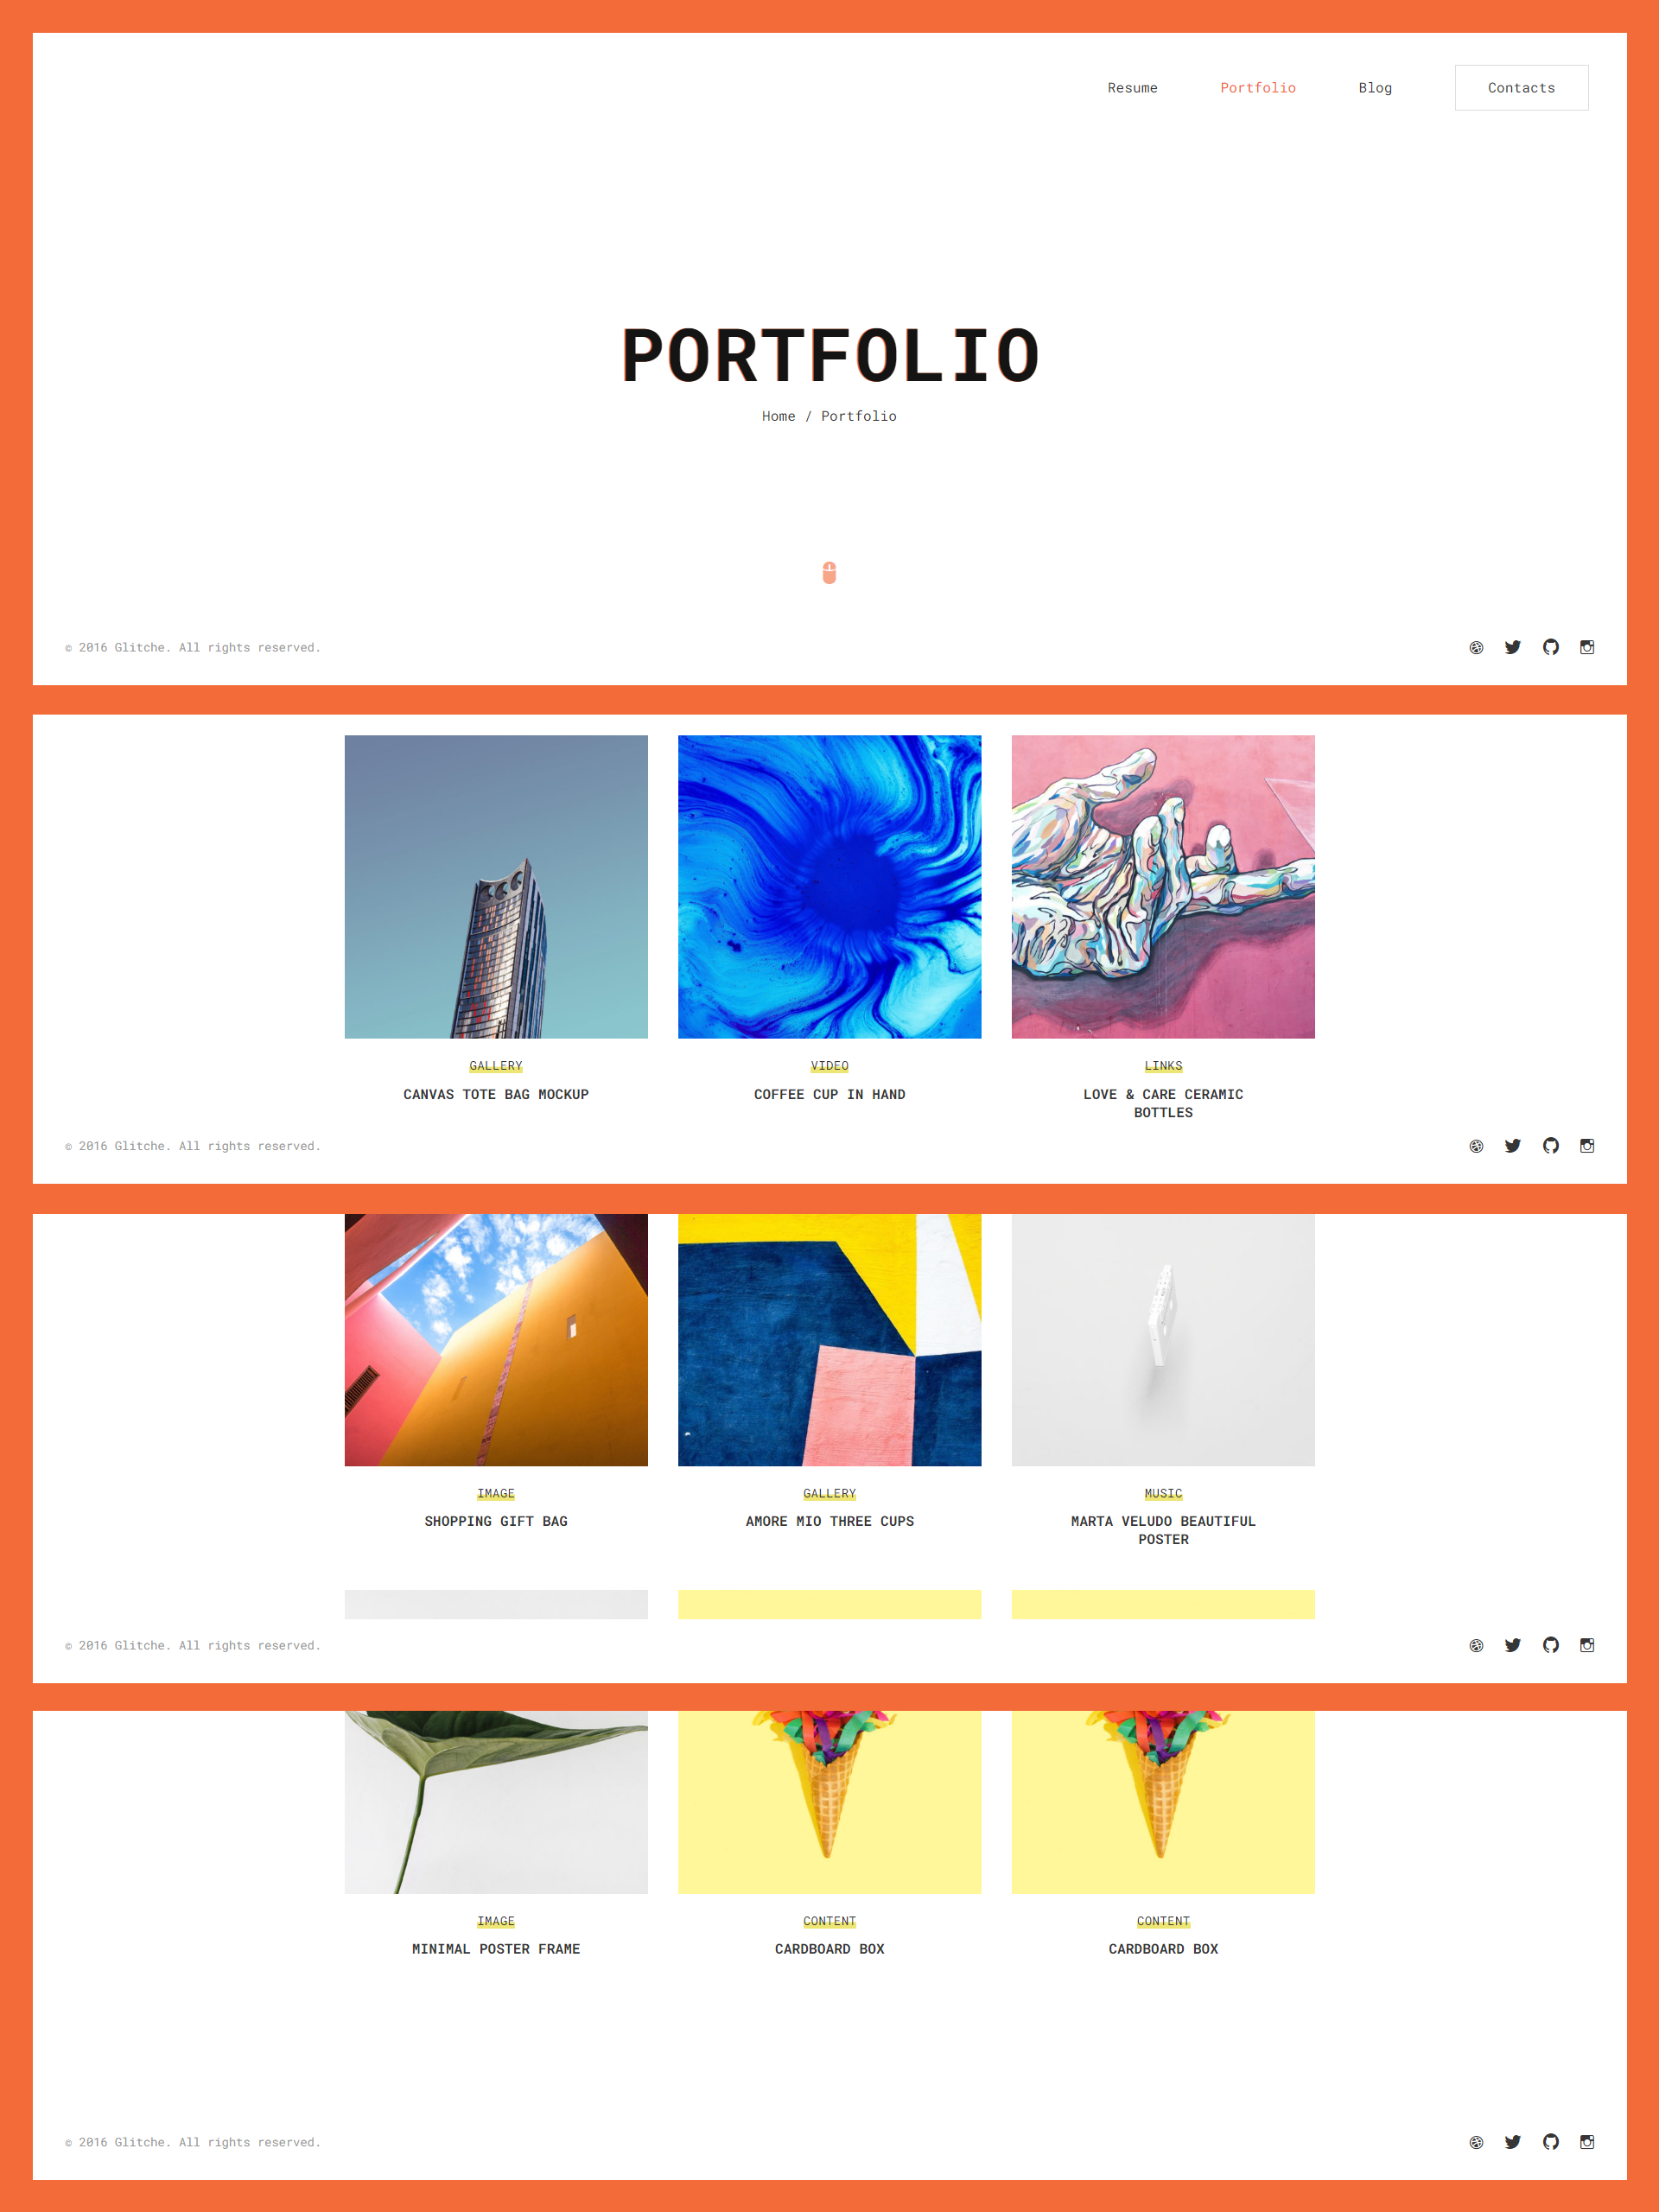 Resume Portfolio Blog Contacts
PORTFOLIO
Home / Portfolio
© 2016 Glitche. All rights reserved.
GALLERY
CANVAS TOTE BAG MOCKUP
VIDEO
COFFEE CUP IN HAND
LINKS
LOVE & CARE CERAMIC
BOTTLES
© 2016 Glitche. All rights reserved.
IMAGE
SHOPPING GIFT BAG
GALLERY
AMORE MIO THREE CUPS
MUSIC
MARTA VELUDO BEAUTIFUL
POSTER
© 2016 Glitche. All rights reserved.
IMAGE
MINIMAL POSTER FRAME
CONTENT
CARDBOARD BOX
CONTENT
CARDBOARD BOX
© 2016 Glitche. All rights reserved.